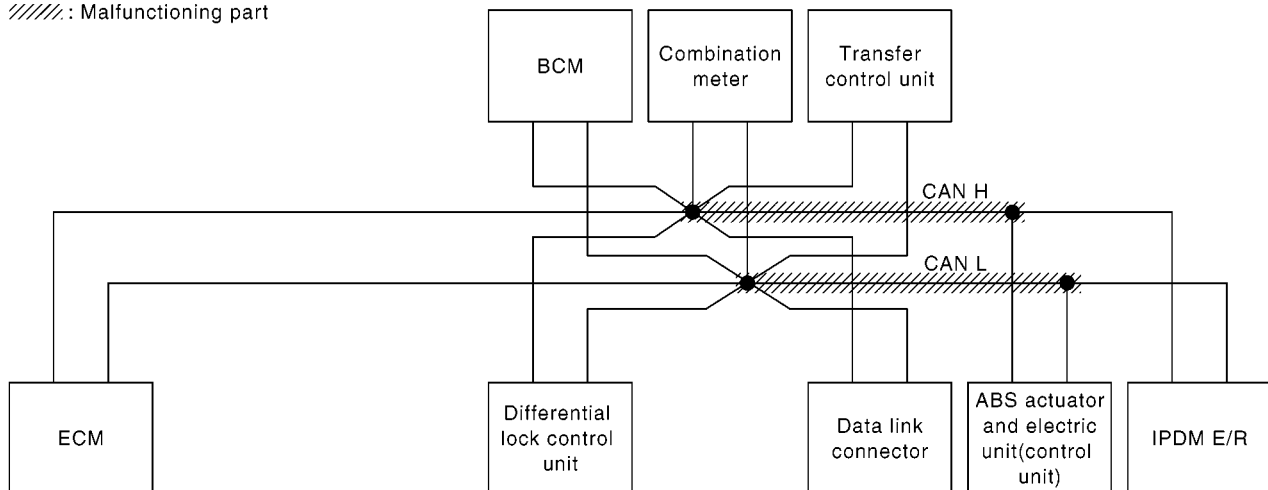 : Malfunctioning part
BCM
Combination
meter
Transfer
control unit
CAN H
CAN L
ECM
Differential
lock control
unit
Data link
connector
ABS actuator
and electric
unit(control
unit)
IPDM E/R